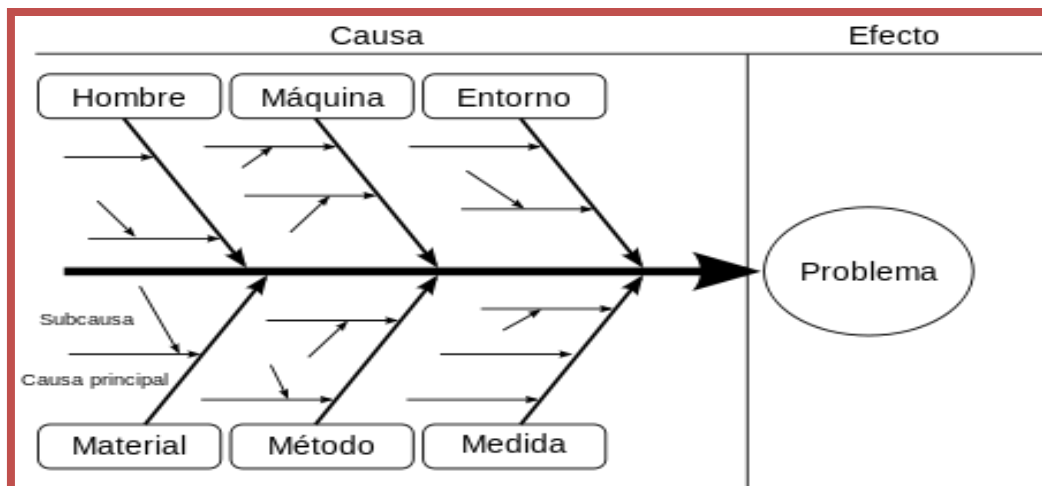 Causa
Efecto
Hombre
Máquina
Entorno
Problema
Subcausa
Causa principal
Material
Método
Medida